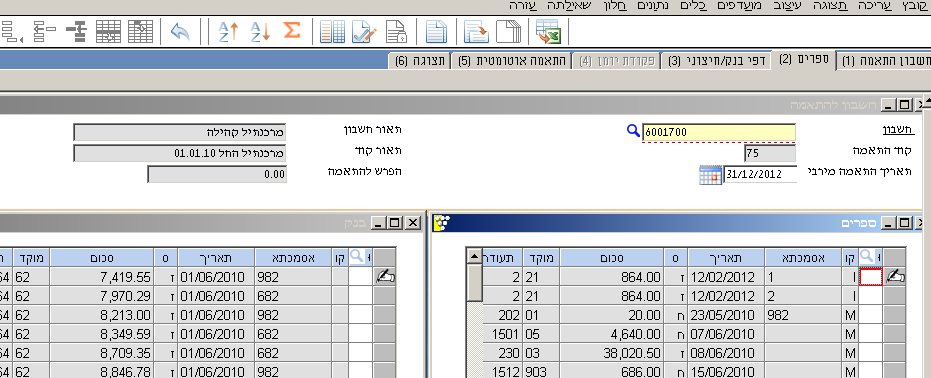 קובץ עריכה תצוגה עיצוב מועדפים כלים נתונים חלון שאילתה עזרה
חשבון התאמה (1) ספרים (2) דפי בנק/חיצוני (3) פקודת יומן (4) התאמה אוטומטית (5) תצוגה (6)
חשבון להתאמה
חשבון 6001700 תאור חשבון מרכנתיל קהילה
קוד התאמה 75 תאור קוד מרכנתיל החל 01.01.10
תאריך התאמה מירבי 31/12/2012 הפרש להתאמה 0.00
ספרים
קו אסמכתא תאריך ס סכום מוקד תעודה
I 1 12/02/2012 ז 864.00 21 2
I 2 12/02/2012 ז 864.00 21 2
M 982 23/05/2010 ח 20.00 01 202
M 07/06/2010 ח 4,640.00 05 1501
M 08/06/2010 ז 38,020.50 03 230
M 15/06/2010 ח 686.00 903 1512
בנק
קו אסמכתא תאריך ס סכום מוקד
982 01/06/2010 ז 7,419.55 62 64
682 01/06/2010 ז 7,970.29 62 64
982 01/06/2010 ז 8,213.00 62 64
682 01/06/2010 ז 8,349.59 62 64
682 01/06/2010 ז 8,709.35 62 64
982 01/06/2010 ז 8,846.78 62 64